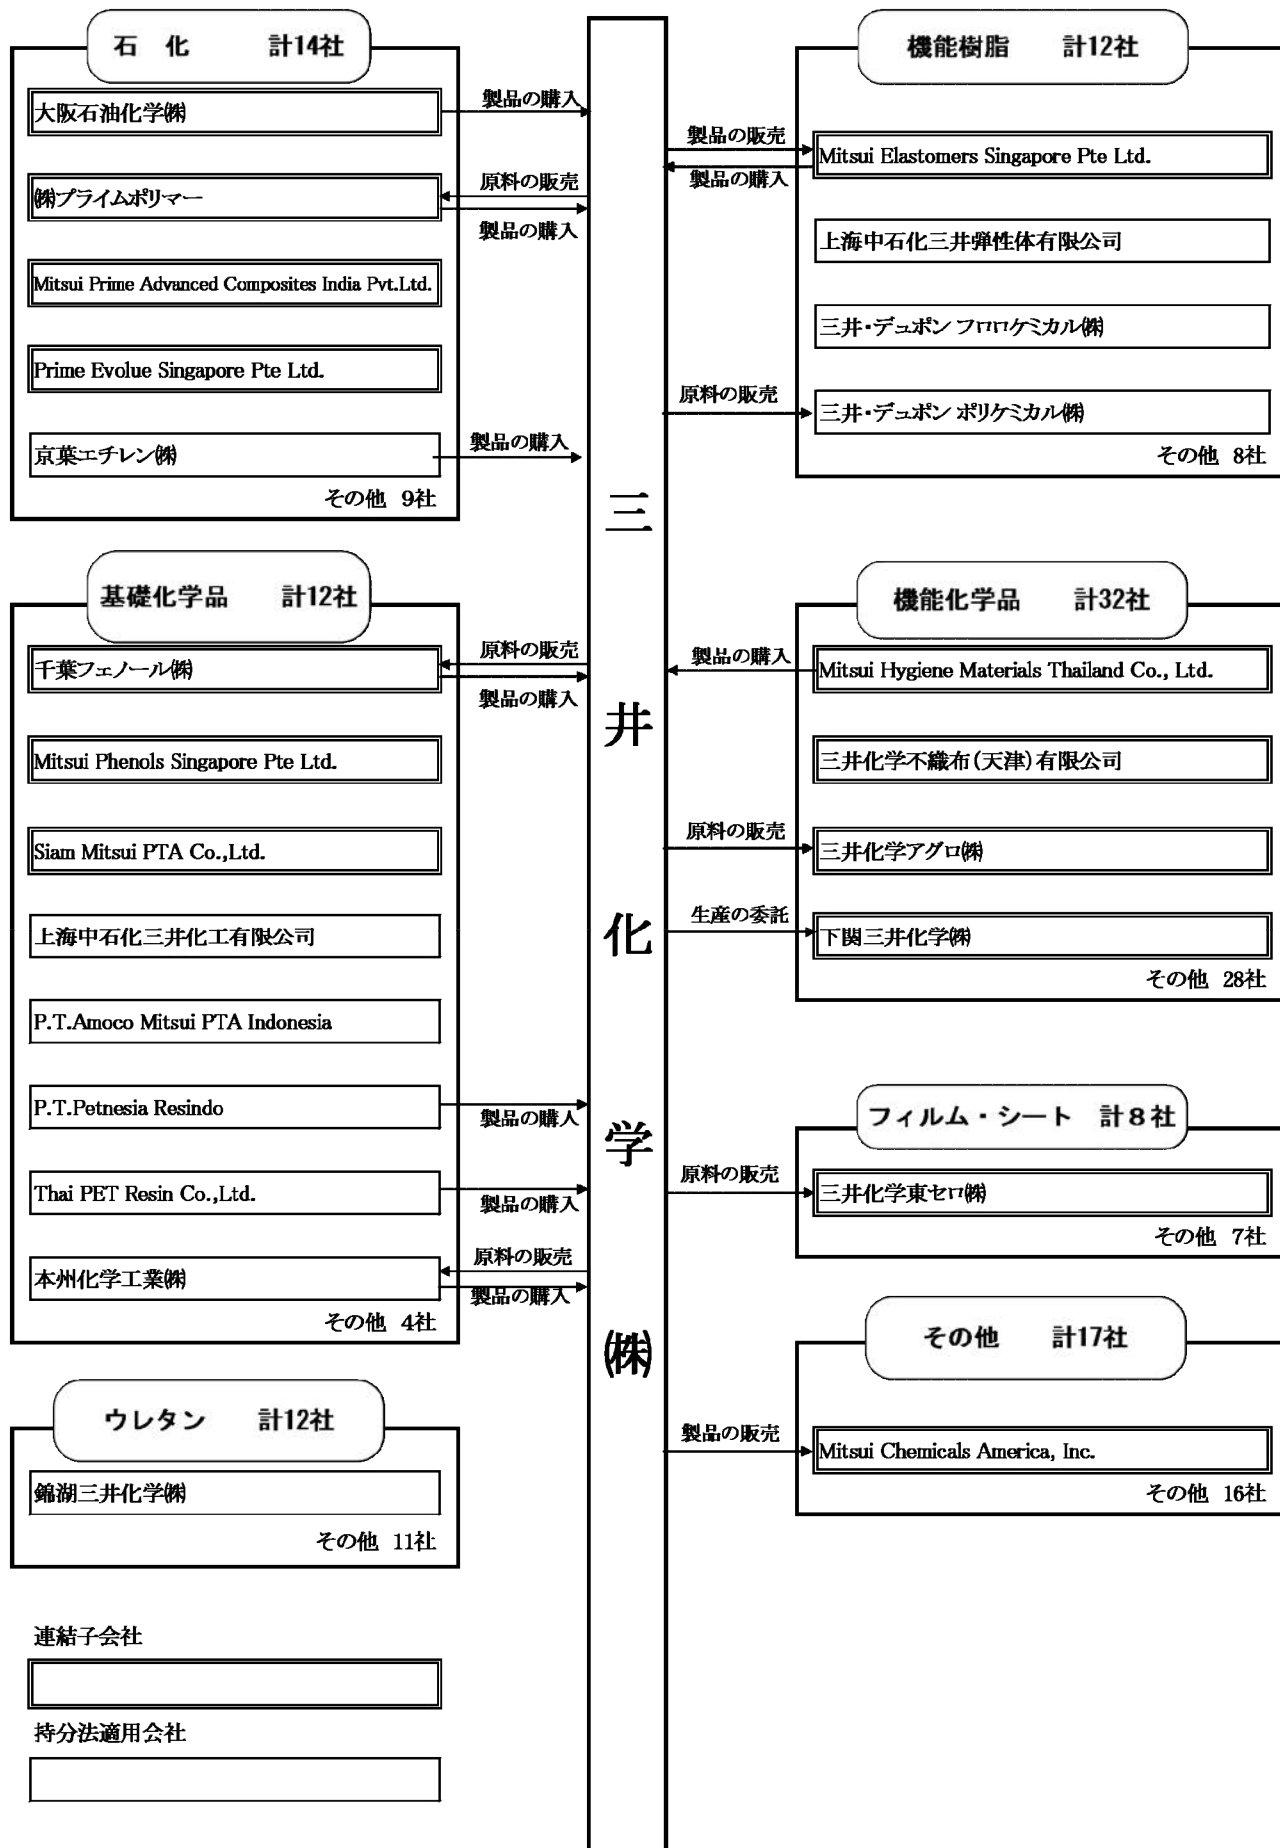 石　化　　計14社
大阪石油化学㈱
製品の購入
㈱プライムポリマー
原料の販売
製品の購入
Mitsui Prime Advanced Composites India Pvt.Ltd.
Prime Evolue Singapore Pte Ltd.
京葉エチレン㈱
製品の購入
その他 9社
基礎化学品　計12社
千葉フェノール㈱
原料の販売
製品の購入
Mitsui Phenols Singapore Pte Ltd.
Siam Mitsui PTA Co.,Ltd.
上海中石化三井化工有限公司
P.T.Amoco Mitsui PTA Indonesia
P.T.Petnesia Resindo
製品の購入
Thai PET Resin Co.,Ltd.
製品の購入
本州化学工業㈱
原料の販売
製品の購入
その他 4社
ウレタン　計12社
錦湖三井化学㈱
その他 11社
連結子会社
持分法適用会社
三井化学㈱
機能樹脂　計12社
製品の販売
製品の購入
Mitsui Elastomers Singapore Pte Ltd.
上海中石化三井弾性体有限公司
三井・デュポン フロロケミカル㈱
原料の販売
三井・デュポン ポリケミカル㈱
その他 8社
機能化学品　計32社
製品の購入
Mitsui Hygiene Materials Thailand Co., Ltd.
三井化学不織布(天津)有限公司
原料の販売
三井化学アグロ㈱
生産の委託
下関三井化学㈱
その他 28社
フィルム・シート　計８社
原料の販売
三井化学東セロ㈱
その他 7社
その他　計17社
製品の販売
Mitsui Chemicals America, Inc.
その他 16社